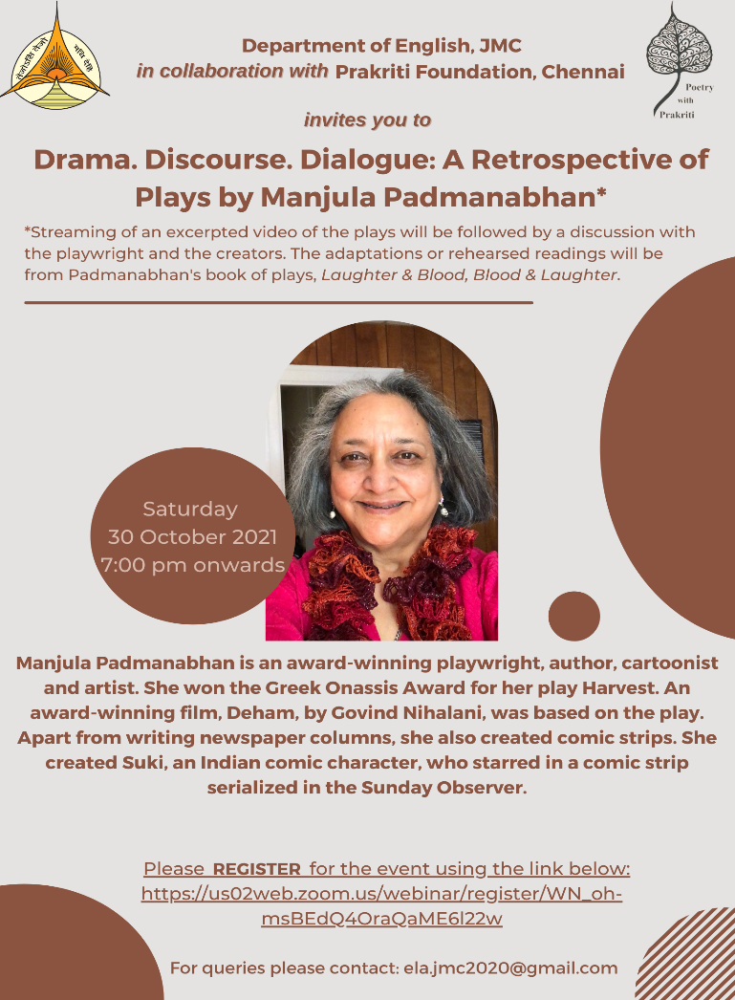 तेजोऽसि तेजो मयि देहि
Department of English, JMC
in collaboration with Prakriti Foundation, Chennai
Poetry
with
Prakriti
invites you to
Drama. Discourse. Dialogue: A Retrospective of
Plays by Manjula Padmanabhan*
*Streaming of an excerpted video of the plays will be followed by a discussion with
the playwright and the creators. The adaptations or rehearsed readings will be
from Padmanabhan's book of plays, Laughter & Blood, Blood & Laughter.
Saturday
30 October 2021
7:00 pm onwards
Manjula Padmanabhan is an award-winning playwright, author, cartoonist
and artist. She won the Greek Onassis Award for her play Harvest. An
award-winning film, Deham, by Govind Nihalani, was based on the play.
Apart from writing newspaper columns, she also created comic strips. She
created Suki, an Indian comic character, who starred in a comic strip
serialized in the Sunday Observer.
Please REGISTER for the event using the link below:
https://us02web.zoom.us/webinar/register/WN_oh-
msBEdQ4OraQaME6l22w
For queries please contact: ela.jmc2020@gmail.com